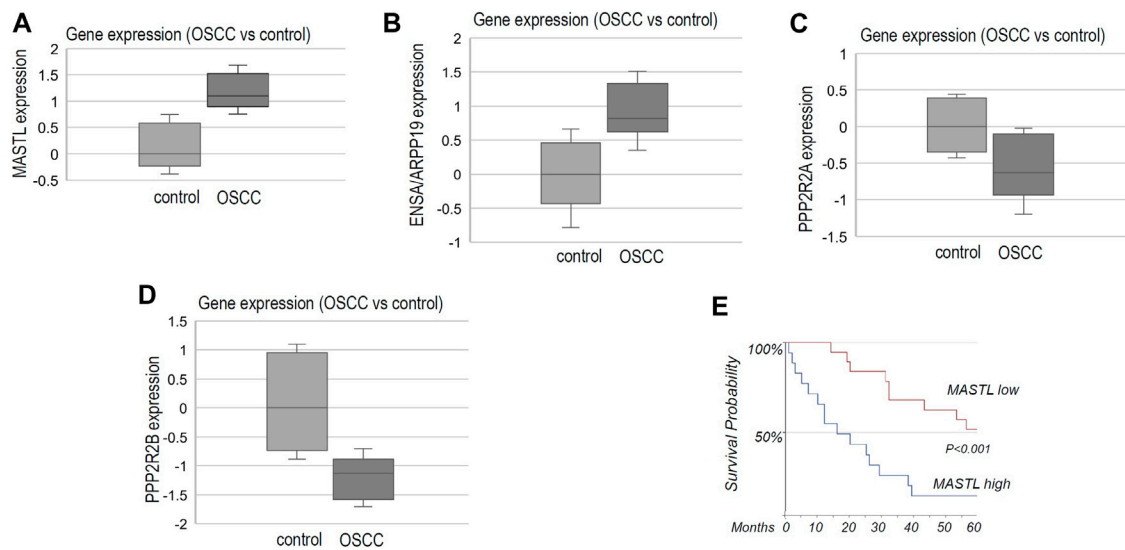 A
Gene expression (OSCC vs control)
MASTL expression
2
1.5
1
0.5
0
-0.5
control OSCC
B
Gene expression (OSCC vs control)
ENSA/ARPP19 expression
2
1.5
1
0.5
0
-0.5
-1
control OSCC
C
Gene expression (OSCC vs control)
PPP2R2A expression
1
0.5
0
-0.5
-1
-1.5
control OSCC
D
Gene expression (OSCC vs control)
PPP2R2B expression
1.5
1
0.5
0
-0.5
-1
-1.5
-2
control OSCC
E
Survival Probability
100%
50%
MASTL low
P<0.001
MASTL high
Months 0 10 20 30 40 50 60